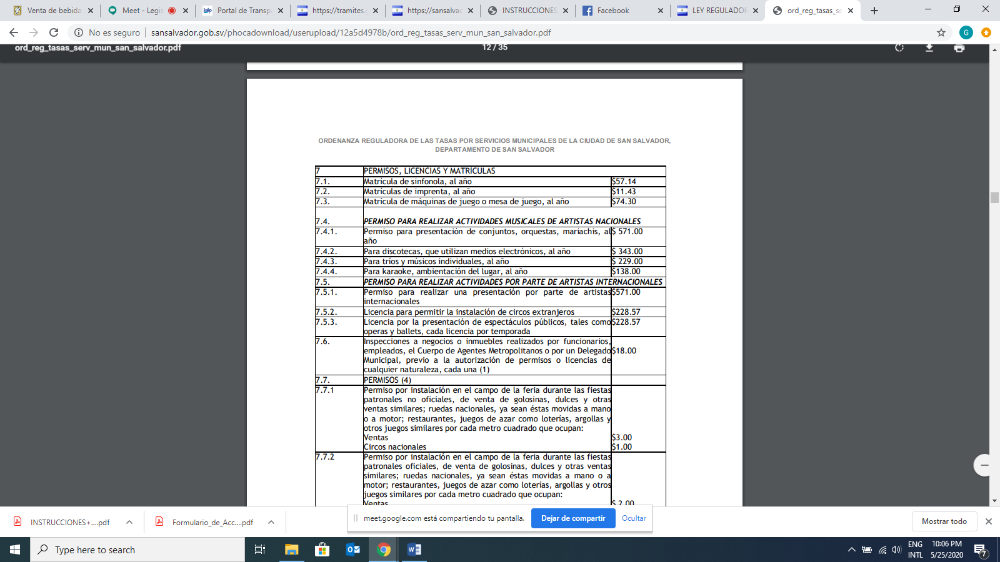 Venta de bebida
Meet - Legis
Portal de Transpa
https://tramites.c
https://sansalvad
INSTRUCCIONES
Facebook
LEY REGULADOR
ord_reg_tasas_se
No es seguro | sansalvador.gob.sv/phocadownload/userupload/12a5d4978b/ord_reg_tasas_serv_mun_san_salvador.pdf
G
ord_reg_tasas_serv_mun_san_salvador.pdf 12 / 35
ORDENANZA REGULADORA DE LAS TASAS POR SERVICIOS MUNICIPALES DE LA CIUDAD DE SAN SALVADOR,
DEPARTAMENTO DE SAN SALVADOR
7 PERMISOS, LICENCIAS Y MATRÍCULAS
7.1. Matrícula de sinfonola, al año $57.14
7.2. Matrículas de imprenta, al año $11.43
7.3. Matrícula de máquinas de juego o mesa de juego, al año $74.30
7.4. PERMISO PARA REALIZAR ACTIVIDADES MUSICALES DE ARTISTAS NACIONALES
7.4.1. Permiso para presentación de conjuntos, orquestas, mariachis, al $ 571.00
año
7.4.2. Para discotecas, que utilizan medios electrónicos, al año $ 343.00
7.4.3. Para tríos y músicos individuales, al año $ 229.00
7.4.4. Para karaoke, ambientación del lugar, al año $138.00
7.5. PERMISO PARA REALIZAR ACTIVIDADES POR PARTE DE ARTISTAS INTERNACIONALES
7.5.1. Permiso para realizar una presentación por parte de artistas $571.00
internacionales
7.5.2. Licencia para permitir la instalación de circos extranjeros $228.57
7.5.3. Licencia por la presentación de espectáculos públicos, tales como $228.57
operas y ballets, cada licencia por temporada
7.6. Inspecciones a negocios o inmuebles realizados por funcionarios,
empleados, el Cuerpo de Agentes Metropolitanos o por un Delegado $18.00
Municipal, previo a la autorización de permisos o licencias de
cualquier naturaleza, cada una (1)
7.7. PERMISOS (4)
7.7.1 Permiso por instalación en el campo de la feria durante las fiestas
patronales no oficiales, de venta de golosinas, dulces y otras
ventas similares; ruedas nacionales, ya sean éstas movidas a mano
o a motor; restaurantes, juegos de azar como loterías, argollas y
otros juegos similares por cada metro cuadrado que ocupan:
Ventas $3.00
Circos nacionales $1.00
7.7.2 Permiso por instalación en el campo de la feria durante las fiestas
patronales oficiales, de venta de golosinas, dulces y otras ventas
similares; ruedas nacionales, ya sean éstas movidas a mano o a
motor; restaurantes, juegos de azar como loterías, argollas y otros
juegos similares por cada metro cuadrado que ocupan:
Ventas $ 2.00
INSTRUCCIONES+....pdf
Formulario_de_Acc....pdf
meet.google.com está compartiendo tu pantalla. Dejar de compartir Ocultar
Mostrar todo
Type here to search
ENG
INTL
10:06 PM
5/25/2020
7